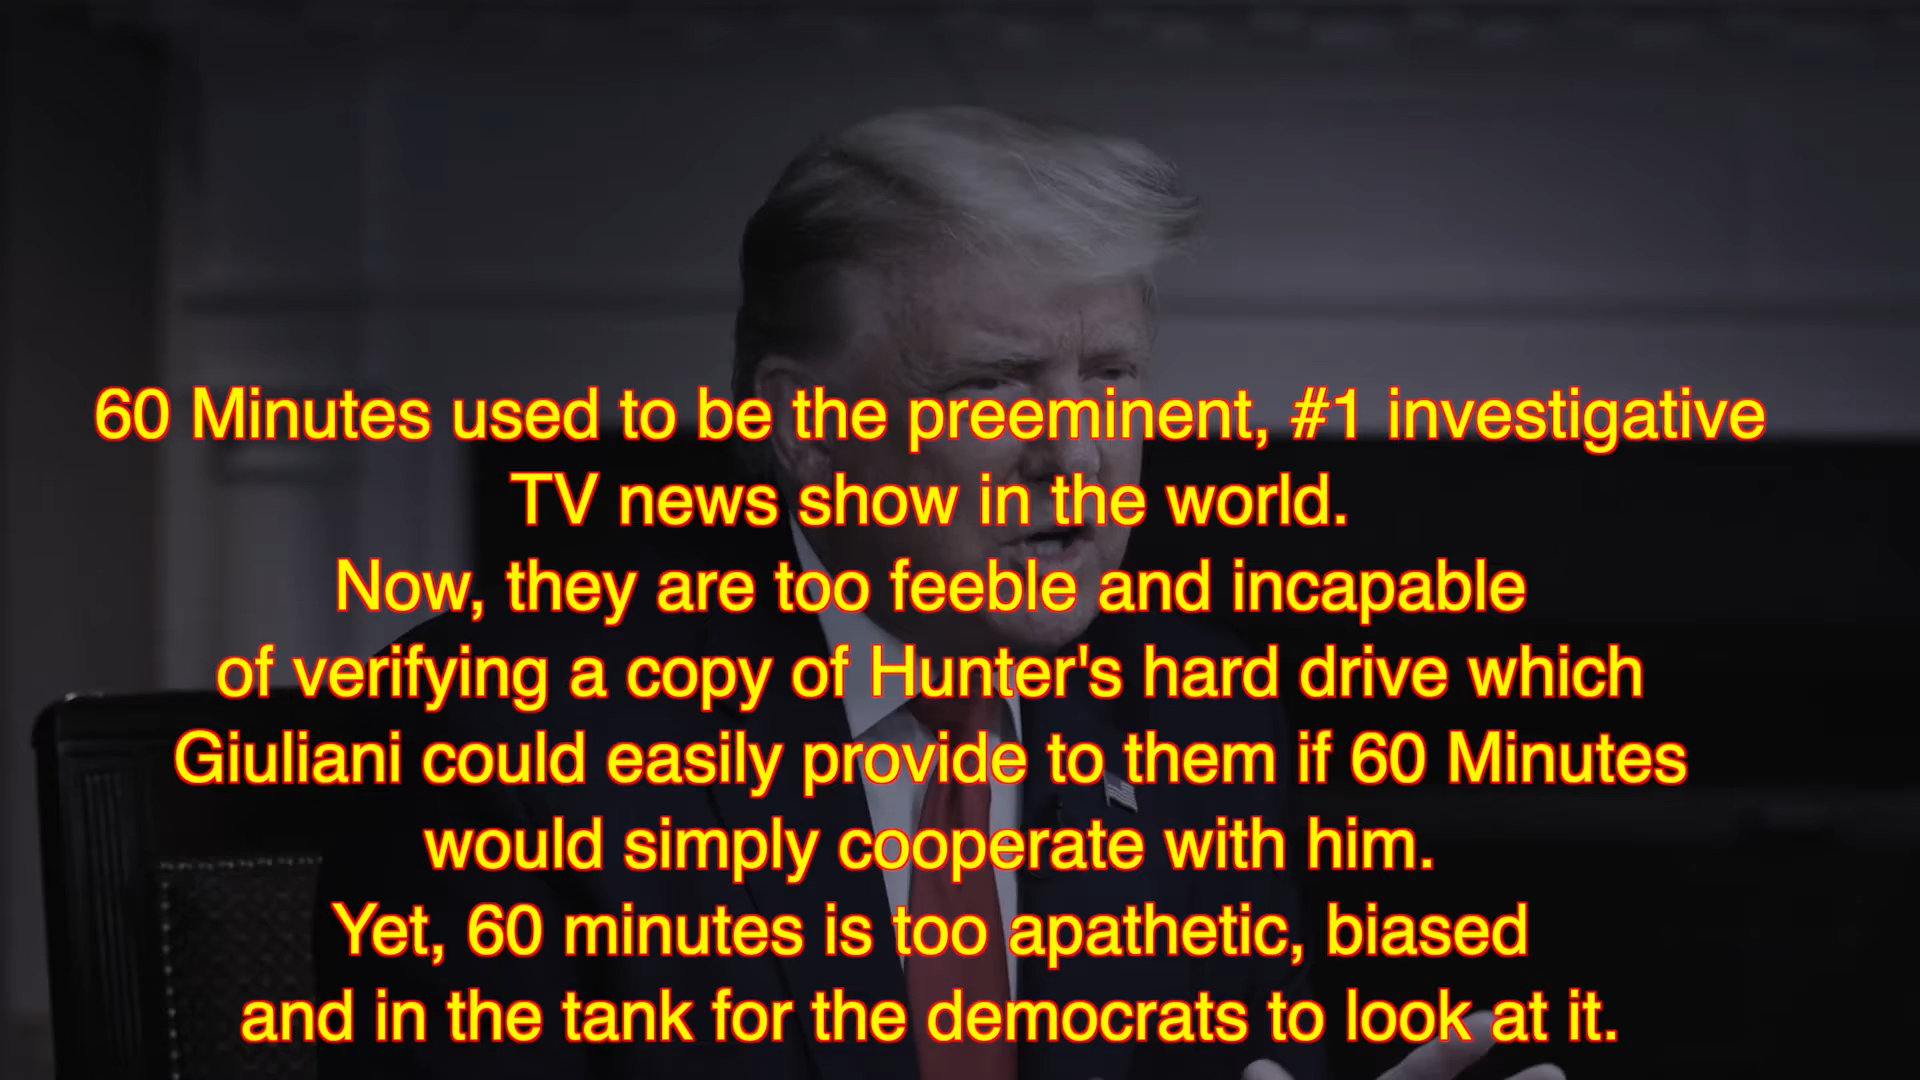 60 Minutes used to be the preeminent, #1 investigative
TV news show in the world.
Now, they are too feeble and incapable
of verifying a copy of Hunter's hard drive which
Giuliani could easily provide to them if 60 Minutes
would simply cooperate with him.
Yet, 60 minutes is too apathetic, biased
and in the tank for the democrats to look at it.